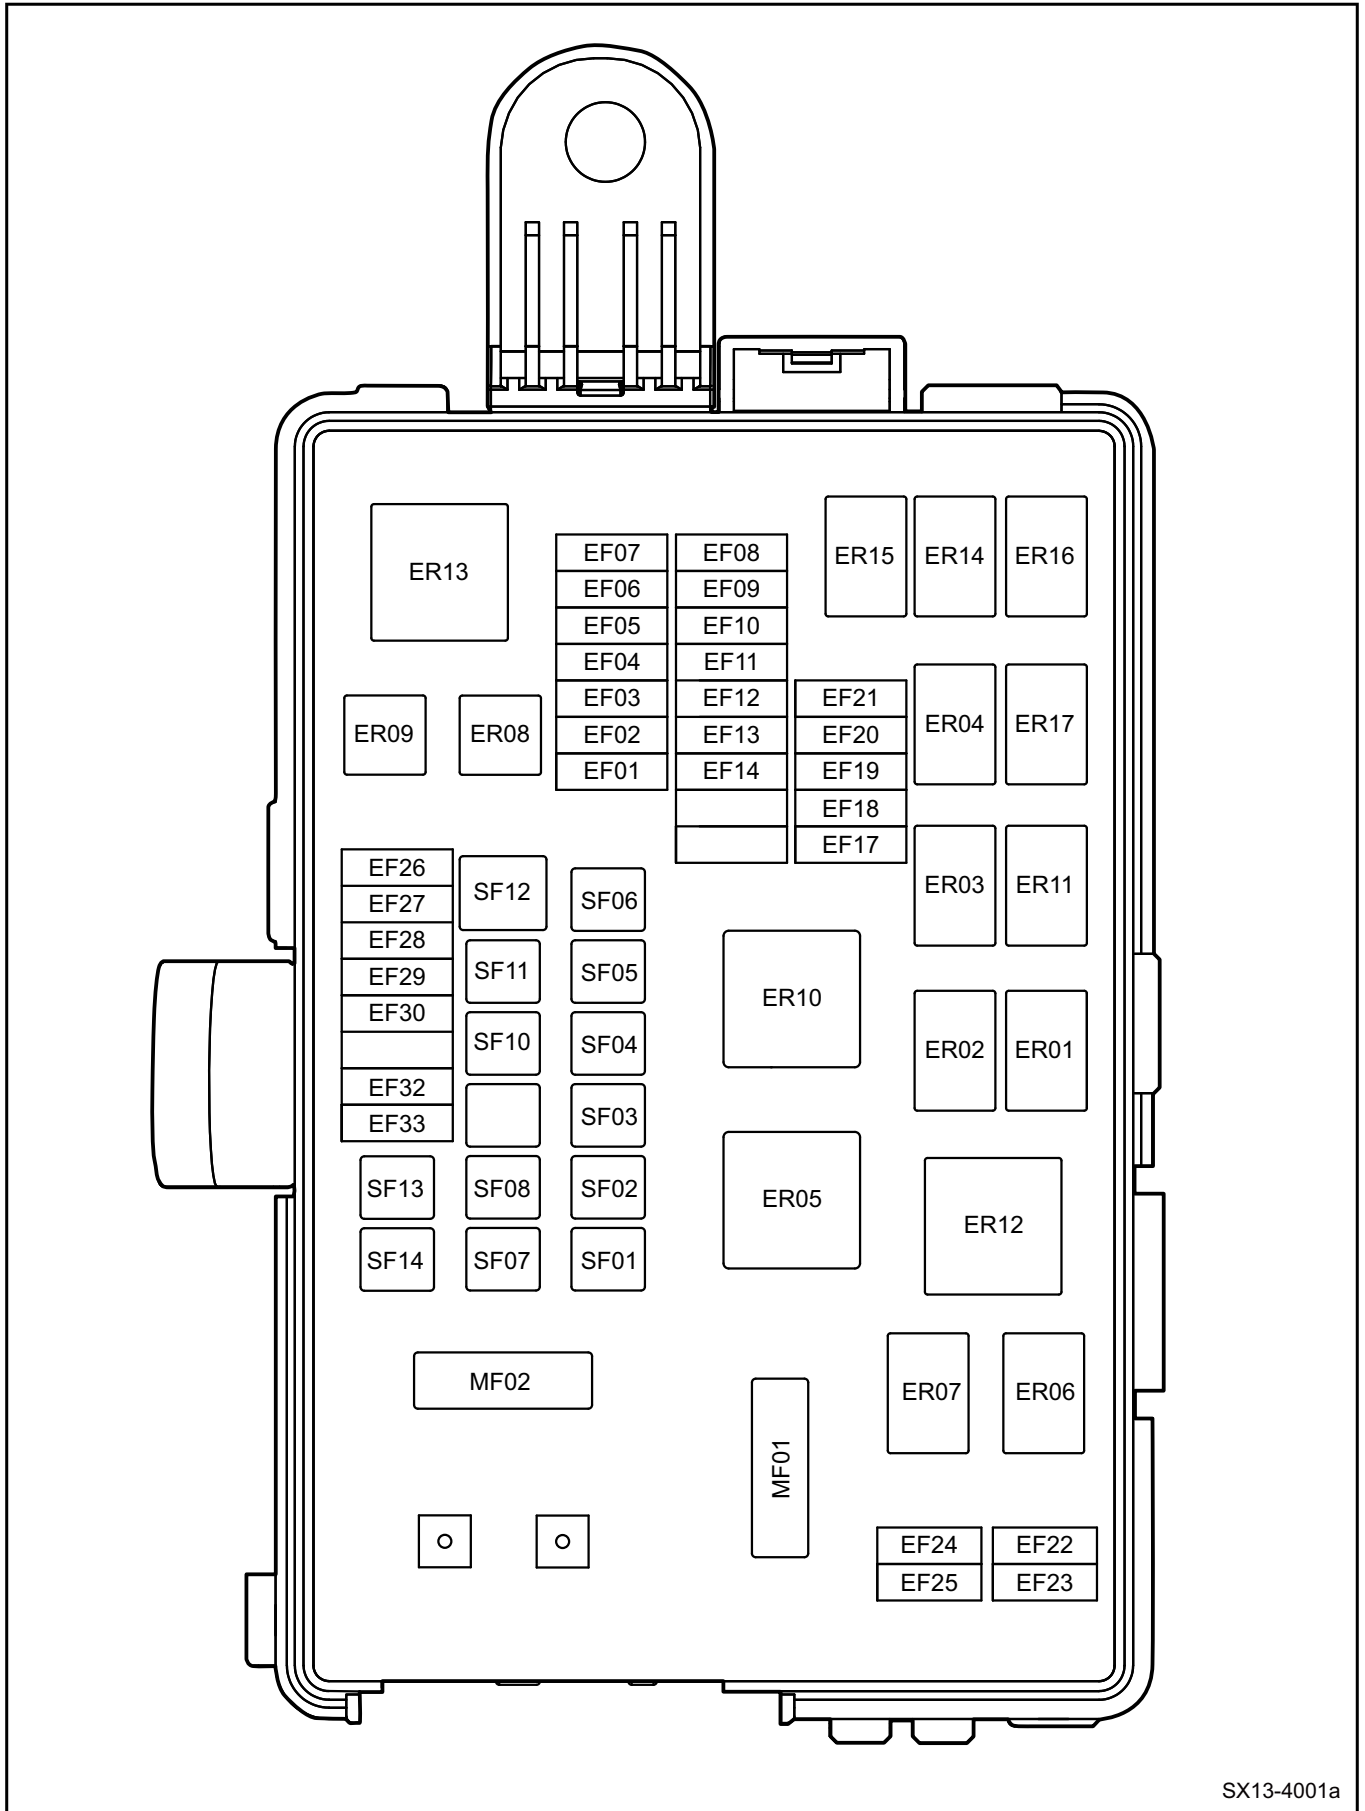 ER13
EF07 EF08
EF06 EF09
EF05 EF10
EF04 EF11
EF03 EF12 EF21
EF02 EF13 EF20
EF01 EF14 EF19
EF18
EF17
ER15 ER14 ER16
ER09 ER08
ER04 ER17
EF26
EF27
EF28
EF29
EF30
EF32
EF33
SF12 SF06
SF11 SF05
SF10 SF04
SF03
SF13 SF08 SF02
SF14 SF07 SF01
ER03 ER11
ER10
ER02 ER01
ER05
ER12
MF02
MF01
ER07 ER06
EF24 EF22
EF25 EF23
SX13-4001a